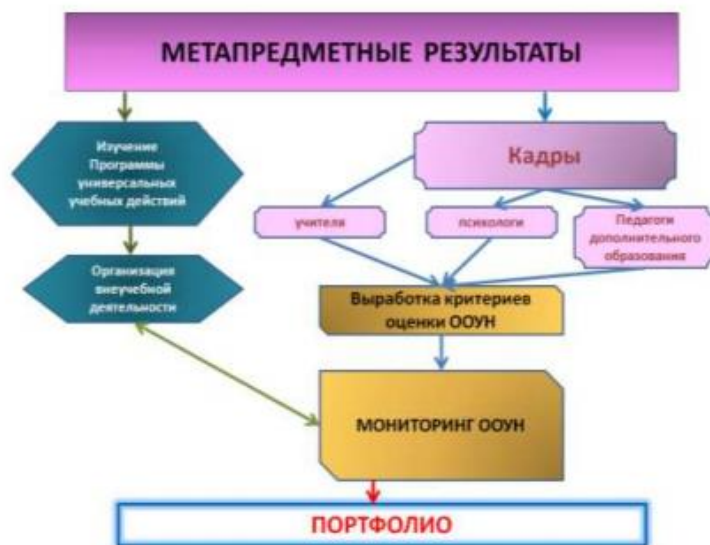 МЕТАПРЕДМЕТНЫЕ РЕЗУЛЬТАТЫ
Изучение
Программы
универсальных
учебных действий
Кадры
учителя
психологи
Педагоги
дополнительного
образования
Организация
внеучебной
деятельности
Выработка критериев
оценки ООУН
МОНИТОРИНГ ООУН
ПОРТФОЛИО